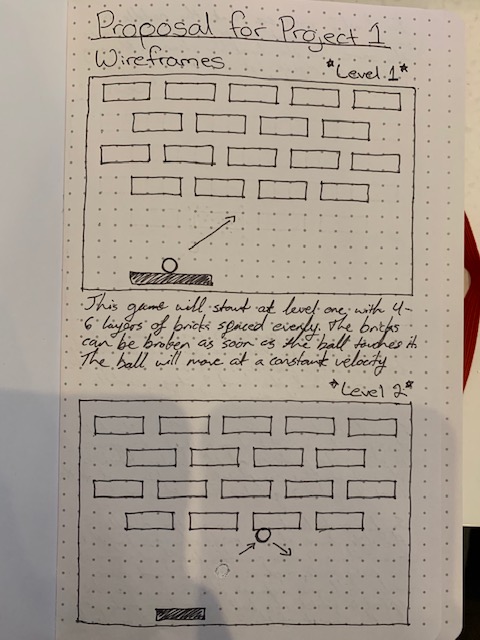 Proposal for Project 1
Wireframes
*Level 1*
This game will start at level one with 4-
6 layers of bricks spaced evenly. The bricks
can be broken as soon as the ball touches it.
The ball will move at a constant velocity
*Level 2*